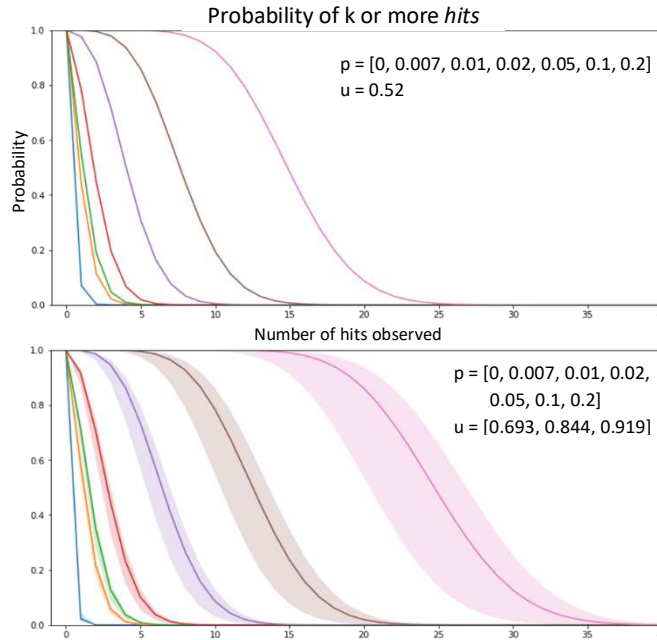 Probability of k or more hits
1.0
p = [0, 0.007, 0.01, 0.02, 0.05, 0.1, 0.2]
u = 0.52
0.8
0.6
Probability
0.4
0.2
0.0
0 5 10 15 20 25 30 35
Number of hits observed
1.0
p = [0, 0.007, 0.01, 0.02,
0.05, 0.1, 0.2]
u = [0.693, 0.844, 0.919]
0.8
0.6
0.4
0.2
0.0
0 5 10 15 20 25 30 35